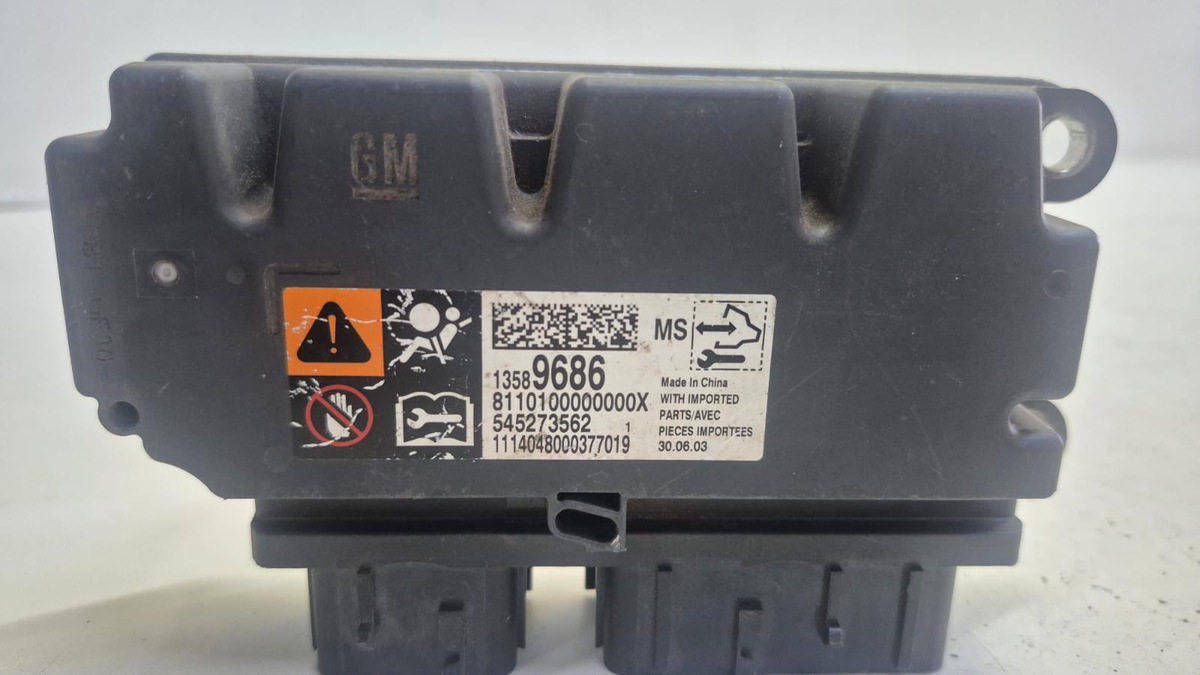 GM
MS
13589686
8110100000000X
545273562 1
1114048000377019
Made In China
WITH IMPORTED
PARTS/AVEC
PIECES IMPORTEES
30.06.03